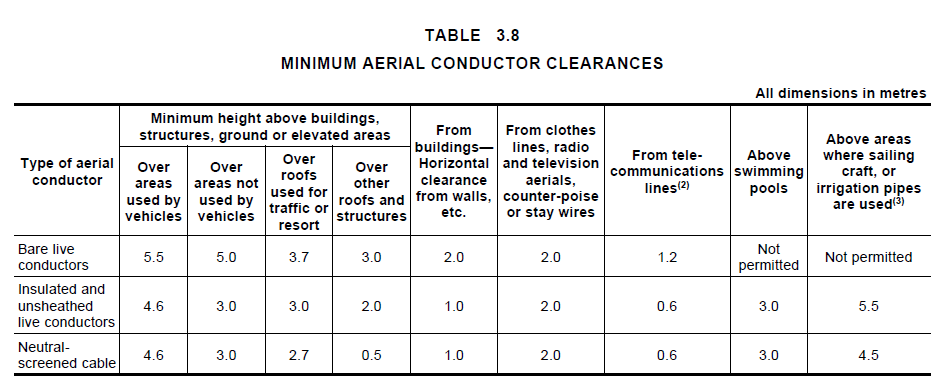 TABLE 3.8
MINIMUM AERIAL CONDUCTOR CLEARANCES
All dimensions in metres
Type of aerial
conductor
Minimum height above buildings,
structures, ground or elevated areas
Over
areas
used by
vehicles
Over
areas not
used by
vehicles
Over
roofs
used for
traffic or
resort
Over
other
roofs and
structures
From
buildings—
Horizontal
clearance
from walls,
etc.
From clothes
lines, radio
and television
aerials,
counter-poise
or stay wires
From tele-
communications
lines(2)
Above
swimming
pools
Above areas
where sailing
craft, or
irrigation pipes
are used(3)
Bare live
conductors
5.5 5.0 3.7 3.0 2.0 2.0 1.2
Not
permitted
Not permitted
Insulated and
unsheathed
live conductors
4.6 3.0 3.0 2.0 1.0 2.0 0.6 3.0 5.5
Neutral-
screened cable
4.6 3.0 2.7 0.5 1.0 2.0 0.6 3.0 4.5